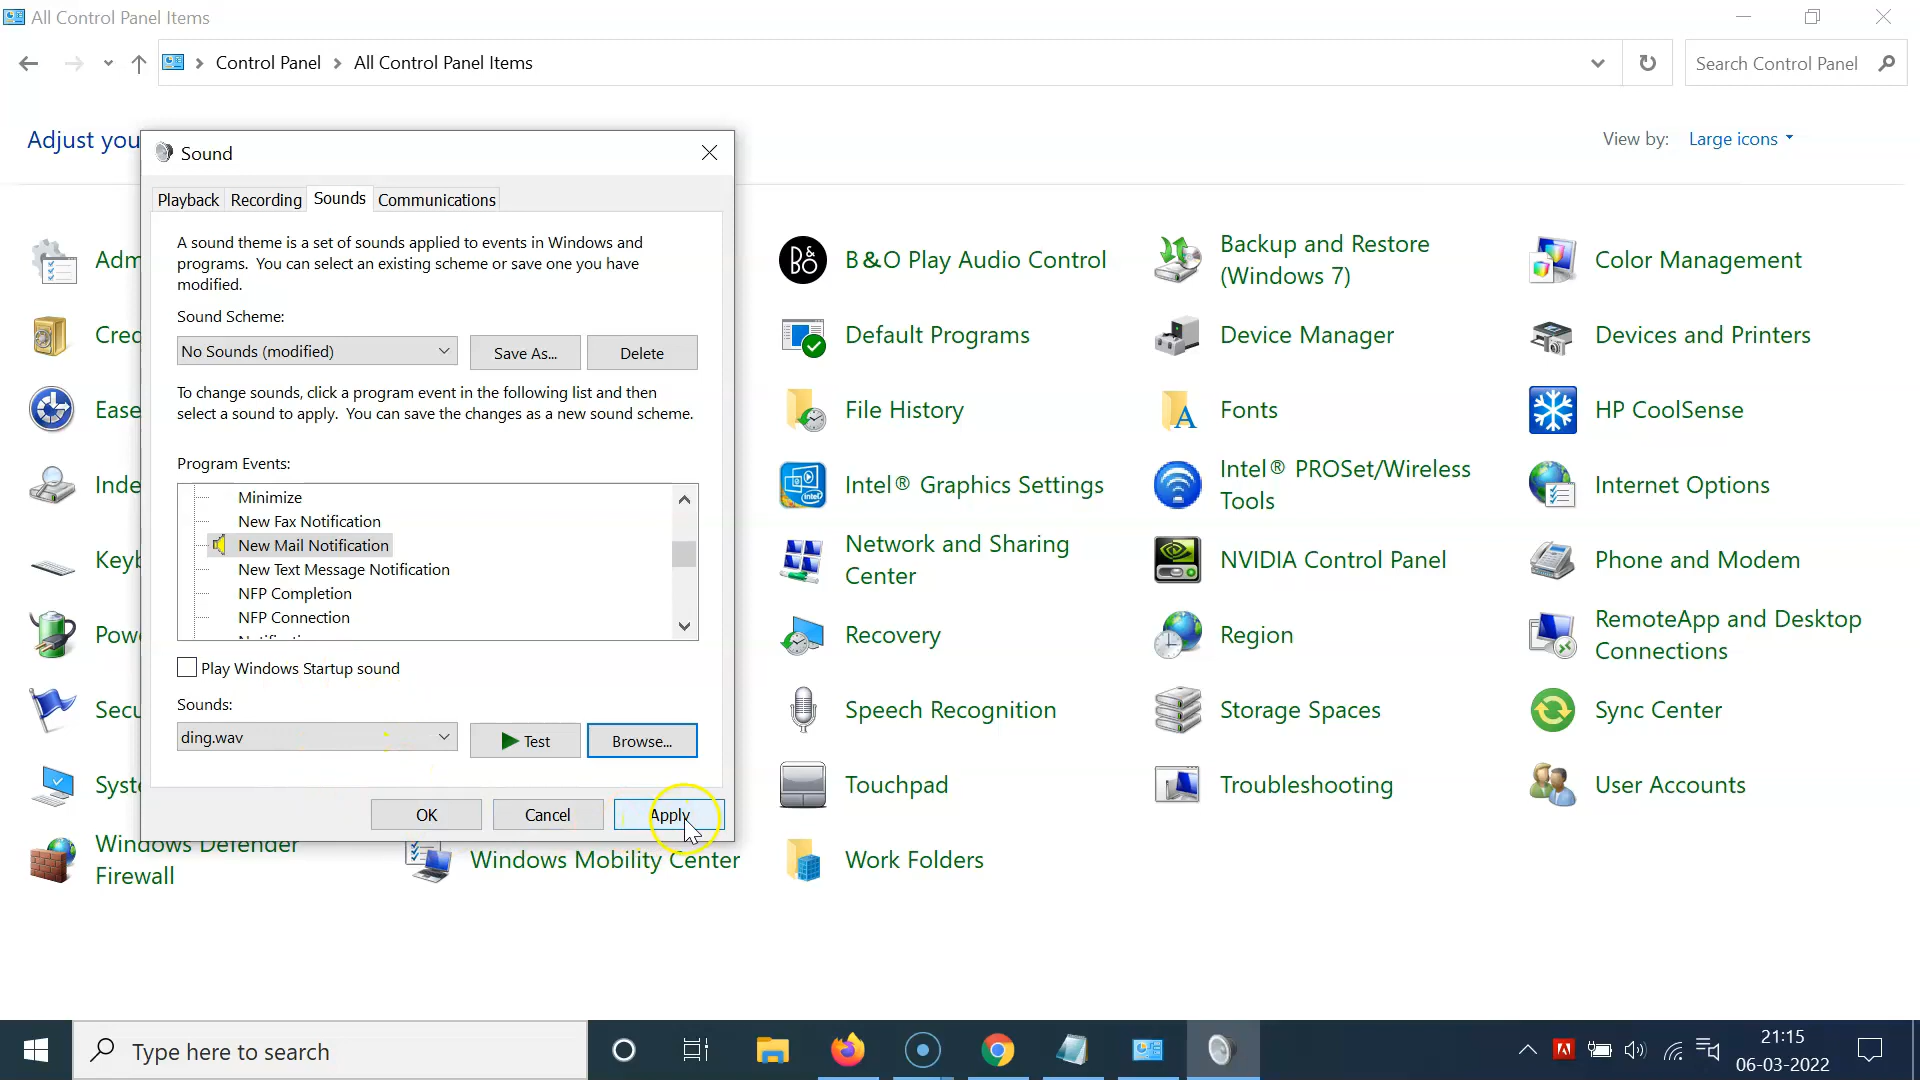 All Control Panel Items
Control Panel > All Control Panel Items
Search Control Panel
Adjust you
View by: Large icons
Sound
Playback Recording Sounds Communications
A sound theme is a set of sounds applied to events in Windows and
programs. You can select an existing scheme or save one you have
modified.
Sound Scheme:
No Sounds (modified)
Save As...
Delete
To change sounds, click a program event in the following list and then
select a sound to apply. You can save the changes as a new sound scheme.
Program Events:
Minimize
New Fax Notification
New Mail Notification
New Text Message Notification
NFP Completion
NFP Connection
Play Windows Startup sound
Sounds:
ding.wav
Test
Browse...
OK
Cancel
Apply
Adm
Cred
Ease
Inde
Keyb
Powe
Secu
Syst
Windows Defender
Firewall
Windows Mobility Center
B&O Play Audio Control
Backup and Restore
(Windows 7)
Color Management
Default Programs
Device Manager
Devices and Printers
File History
Fonts
HP CoolSense
Intel® Graphics Settings
Intel® PROSet/Wireless
Tools
Internet Options
Network and Sharing
Center
NVIDIA Control Panel
Phone and Modem
Recovery
Region
RemoteApp and Desktop
Connections
Speech Recognition
Storage Spaces
Sync Center
Touchpad
Troubleshooting
User Accounts
Work Folders
Type here to search
21:15
06-03-2022